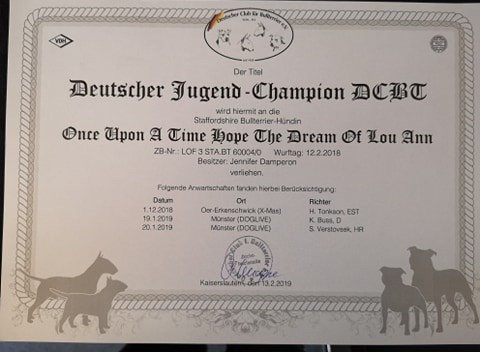 VDH
Deutscher Club für Bullterrier e.V.
Der Titel
Deutscher Jugend-Champion DCBT
wird hiermit an die
Staffordshire Bullterrier-Hündin
Once Upon A Time Hope The Dream Of Lou Ann
ZB-Nr.: LOF 3 STA.BT 60004/0 Wurftag: 12.2.2018
Besitzer: Jennifer Damperon
verliehen.
Folgende Anwartschaften fanden hierbei Berücksichtigung:
Datum Ort Richter
1.12.2018 Oer-Erkenschwick (X-Mas) H. Tonkson, EST
19.1.2019 Münster (DOGLIVE) K. Buss, D
20.1.2019 Münster (DOGLIVE) S. Verstovsek, HR
Kaiserslautern, den 13.2.2019